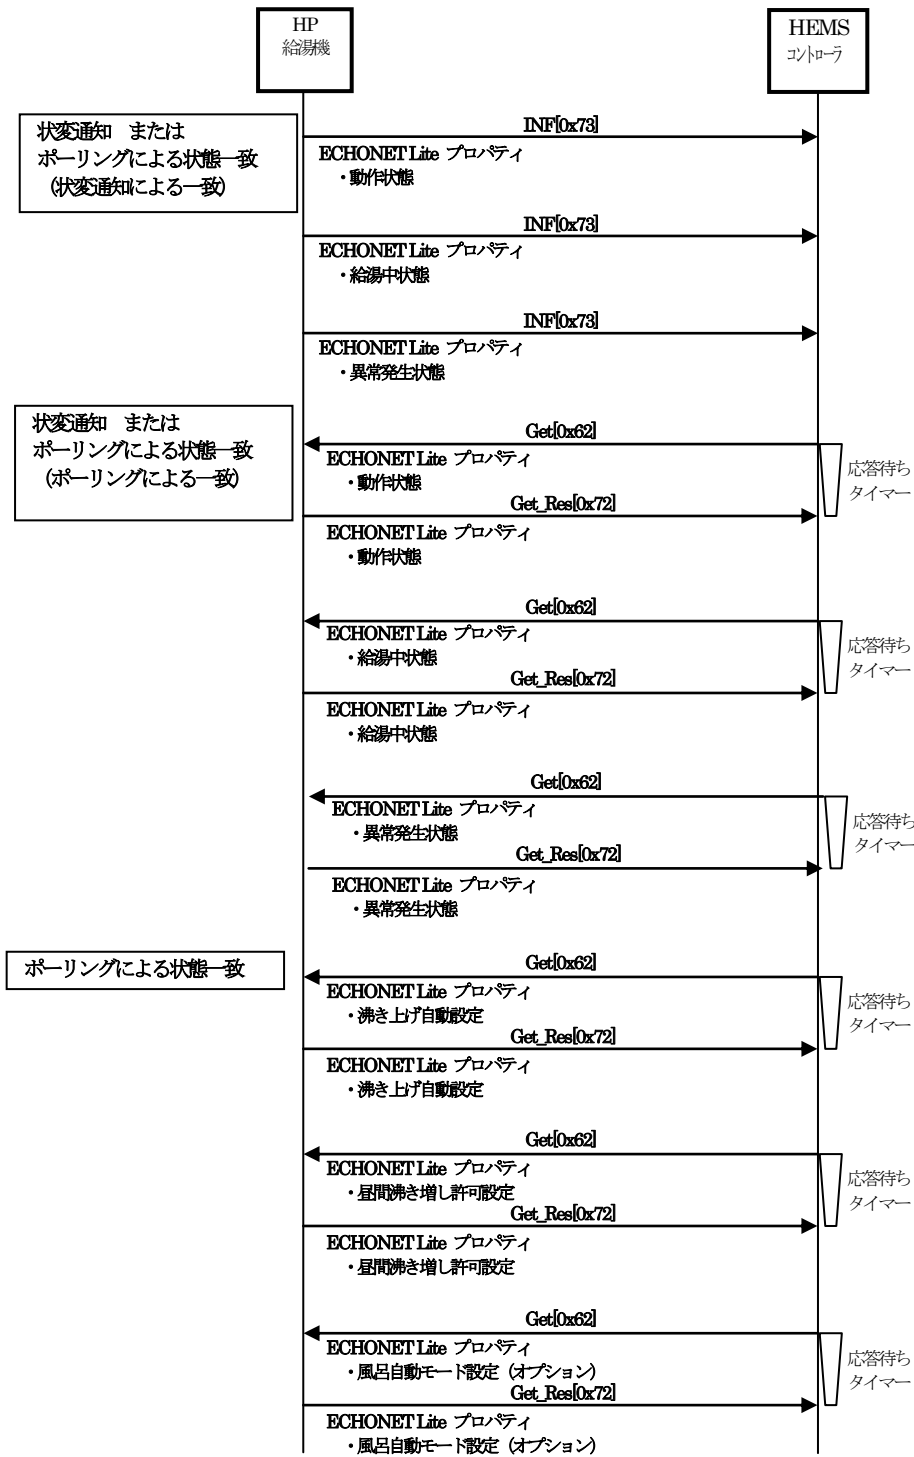 HP
給湯機
HEMS
コントローラ
状変通知　または
ポーリングによる状態一致
（状変通知による一致）
INF[0x73]
ECHONET Lite プロパティ
・動作状態
INF[0x73]
ECHONET Lite プロパティ
・給湯中状態
INF[0x73]
ECHONET Lite プロパティ
・異常発生状態
状変通知　または
ポーリングによる状態一致
（ポーリングによる一致）
Get[0x62]
ECHONET Lite プロパティ
・動作状態
応答待ち
タイマー
Get_Res[0x72]
ECHONET Lite プロパティ
・動作状態
Get[0x62]
ECHONET Lite プロパティ
・給湯中状態
応答待ち
タイマー
Get_Res[0x72]
ECHONET Lite プロパティ
・給湯中状態
Get[0x62]
ECHONET Lite プロパティ
・異常発生状態
応答待ち
タイマー
Get_Res[0x72]
ECHONET Lite プロパティ
・異常発生状態
ポーリングによる状態一致
Get[0x62]
ECHONET Lite プロパティ
・沸き上げ自動設定
応答待ち
タイマー
Get_Res[0x72]
ECHONET Lite プロパティ
・沸き上げ自動設定
Get[0x62]
ECHONET Lite プロパティ
・昼間沸き増し許可設定
応答待ち
タイマー
Get_Res[0x72]
ECHONET Lite プロパティ
・昼間沸き増し許可設定
Get[0x62]
ECHONET Lite プロパティ
・風呂自動モード設定（オプション）
応答待ち
タイマー
Get_Res[0x72]
ECHONET Lite プロパティ
・風呂自動モード設定（オプション）